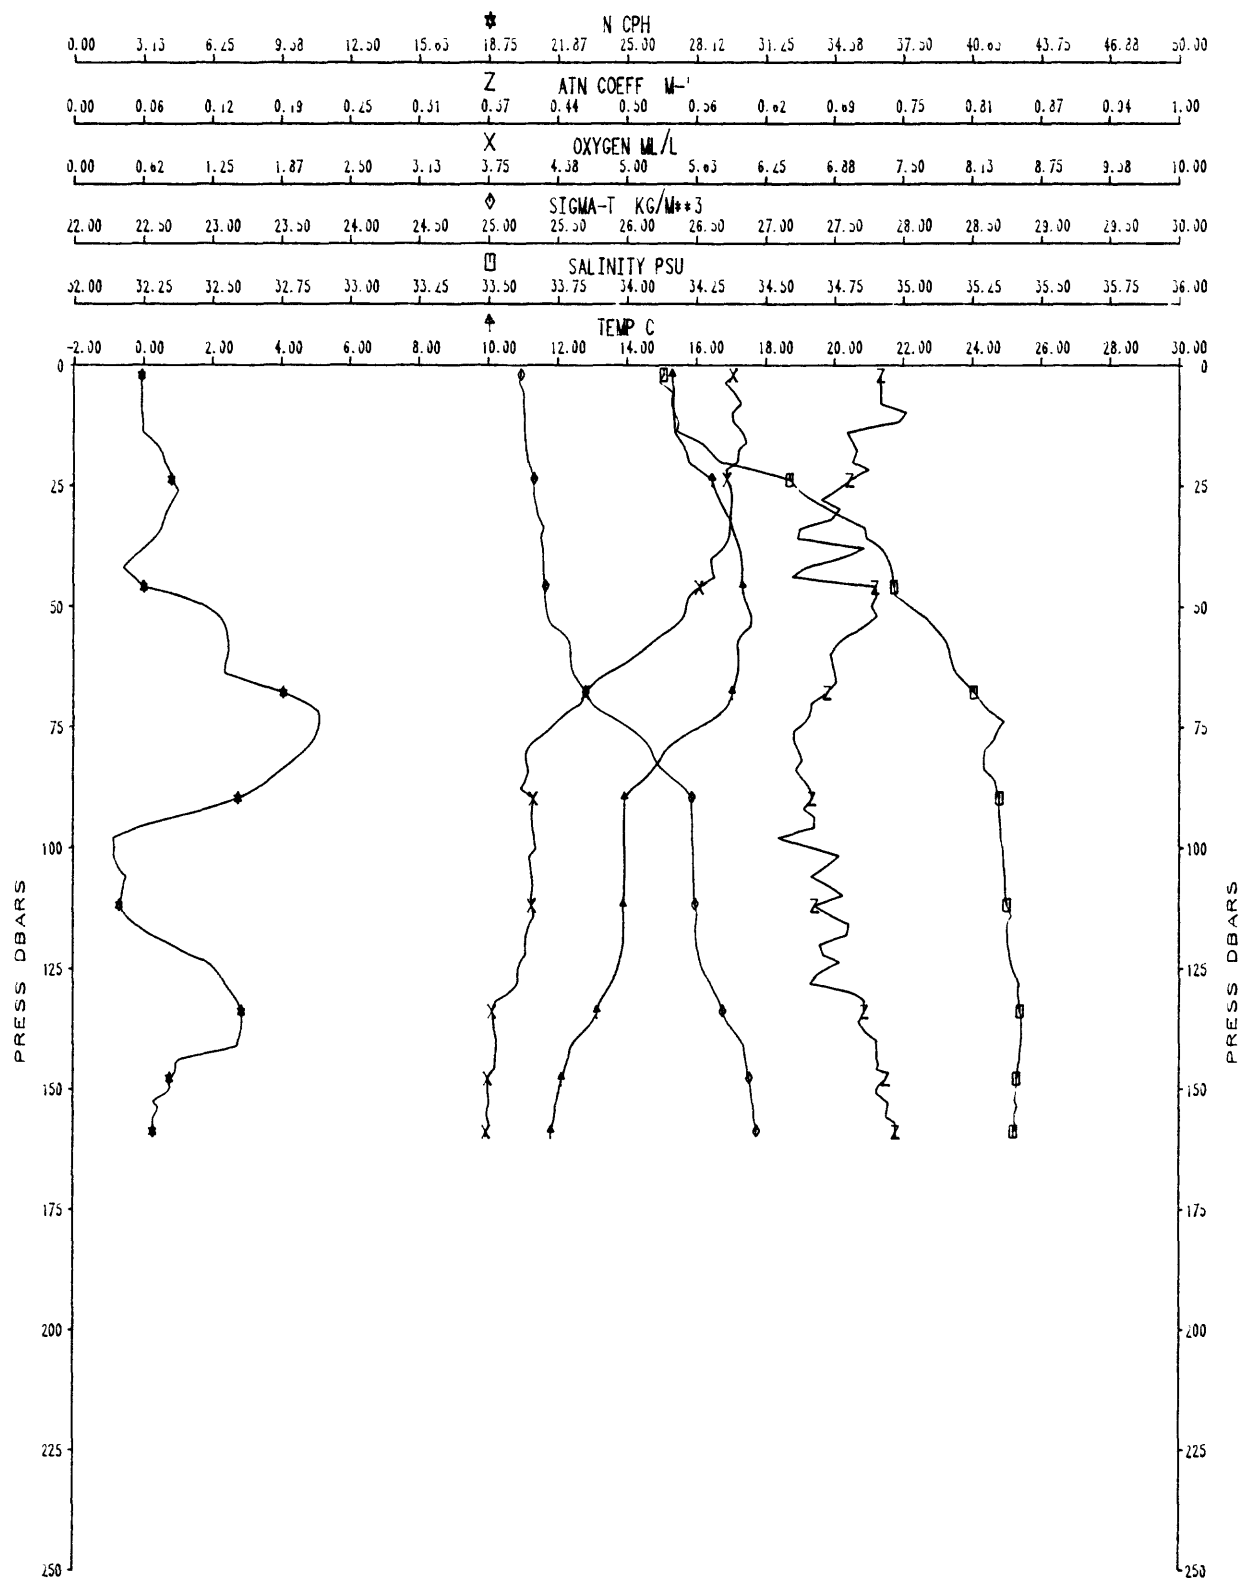 N CPH
0.00 3.13 6.25 9.38 12.50 15.63 18.75 21.87 25.00 28.12 31.25 34.38 37.50 40.63 43.75 46.88 50.00
Z ATN COEFF M-'
0.00 0.06 0.12 0.19 0.25 0.31 0.37 0.44 0.50 0.56 0.62 0.69 0.75 0.81 0.87 0.94 1.00
X OXYGEN ML/L
0.00 0.62 1.25 1.87 2.50 3.13 3.75 4.38 5.00 5.63 6.25 6.88 7.50 8.13 8.75 9.38 10.00
SIGMA-T KG/M**3
22.00 22.50 23.00 23.50 24.00 24.50 25.00 25.50 26.00 26.50 27.00 27.50 28.00 28.50 29.00 29.50 30.00
SALINITY PSU
32.00 32.25 32.50 32.75 33.00 33.25 33.50 33.75 34.00 34.25 34.50 34.75 35.00 35.25 35.50 35.75 36.00
TEMP C
-2.00 0.00 2.00 4.00 6.00 8.00 10.00 12.00 14.00 16.00 18.00 20.00 22.00 24.00 26.00 28.00 30.00
0 0
25 25
50 50
75 75
100 100
PRESS DBARS PRESS DBARS
125 125
150 150
175 175
200 200
225 225
250 250